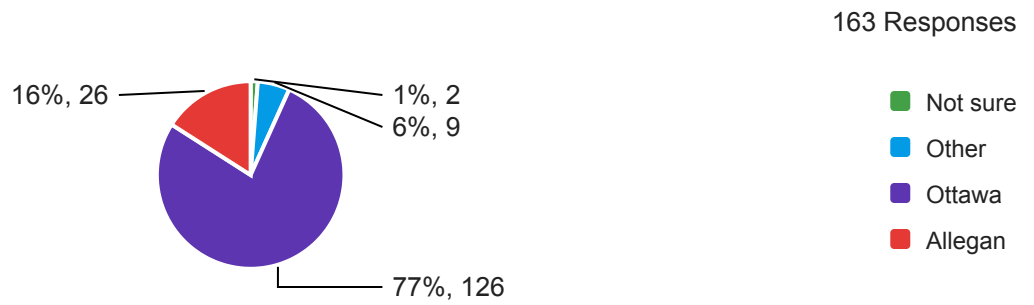 163 Responses
16%, 26
1%, 2
6%, 9
77%, 126
Not sure
Other
Ottawa
Allegan